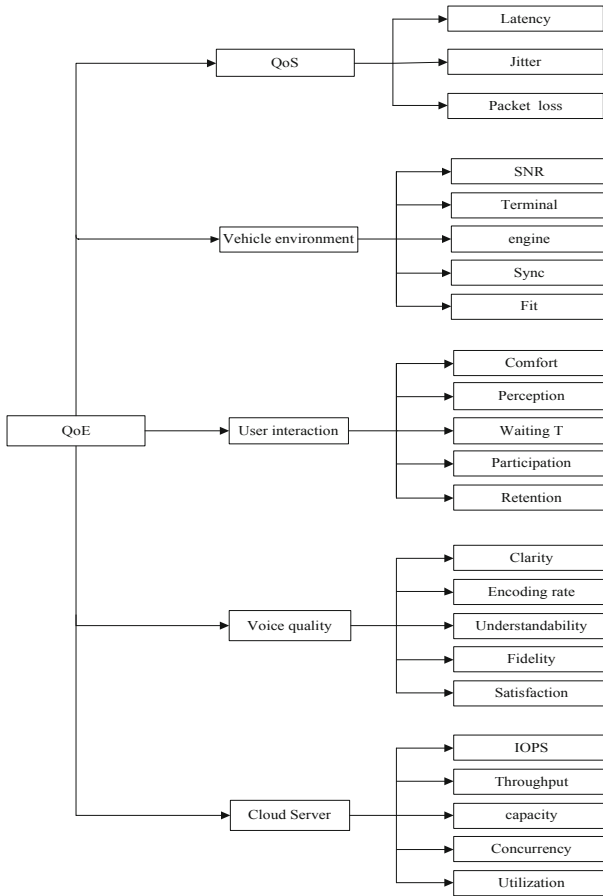 Latency
QoS
Jitter
Packet loss
SNR
Terminal
Vehicle environment
engine
Sync
Fit
Comfort
Perception
QoE
User interaction
Waiting T
Participation
Retention
Clarity
Encoding rate
Voice quality
Understandability
Fidelity
Satisfaction
IOPS
Throughput
Cloud Server
capacity
Concurrency
Utilization